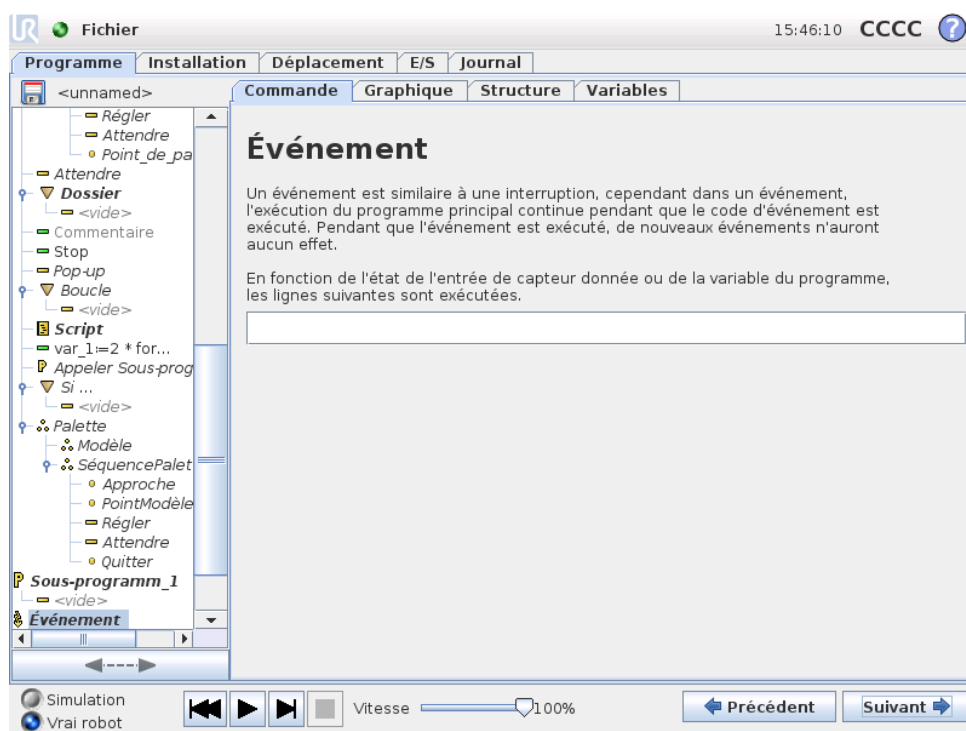 UR Fichier 15:46:10 CCCC ?
Programme Installation Déplacement E/S Journal
<unnamed>
Commande Graphique Structure Variables
Régler
Attendre
Point_de_pa
Attendre
Dossier
<vide>
Commentaire
Stop
Pop-up
Boucle
<vide>
Script
var_1:=2 * for...
Appeler Sous-prog
Si ...
<vide>
Palette
Modèle
SéquencePalet
Approche
PointModèle
Régler
Attendre
Quitter
Sous-programm_1
<vide>
Événement
Événement
Un événement est similaire à une interruption, cependant dans un événement,
l'exécution du programme principal continue pendant que le code d'événement est
exécuté. Pendant que l'événement est exécuté, de nouveaux événements n'auront
aucun effet.
En fonction de l'état de l'entrée de capteur donnée ou de la variable du programme,
les lignes suivantes sont exécutées.
Simulation
Vrai robot
Vitesse 100%
Précédent Suivant